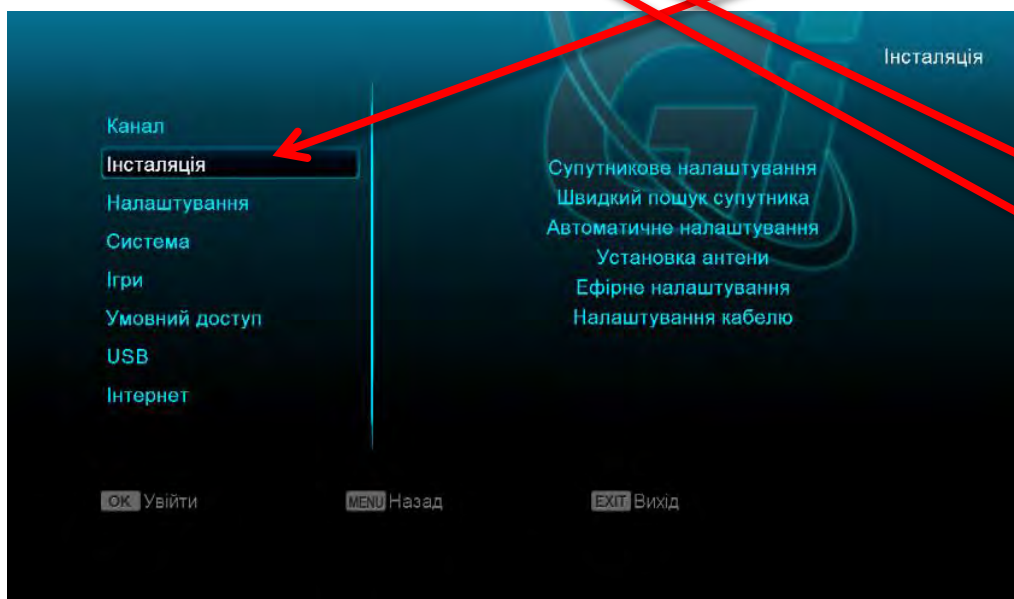 Інсталяція
Канал
Інсталяція
Налаштування
Система
Ігри
Умовний доступ
USB
Інтернет
Супутникове налаштування
Швидкий пошук супутника
Автоматичне налаштування
Установка антени
Ефірне налаштування
Налаштування кабелю
OK Увійти
MENU Назад
EXIT Вихід